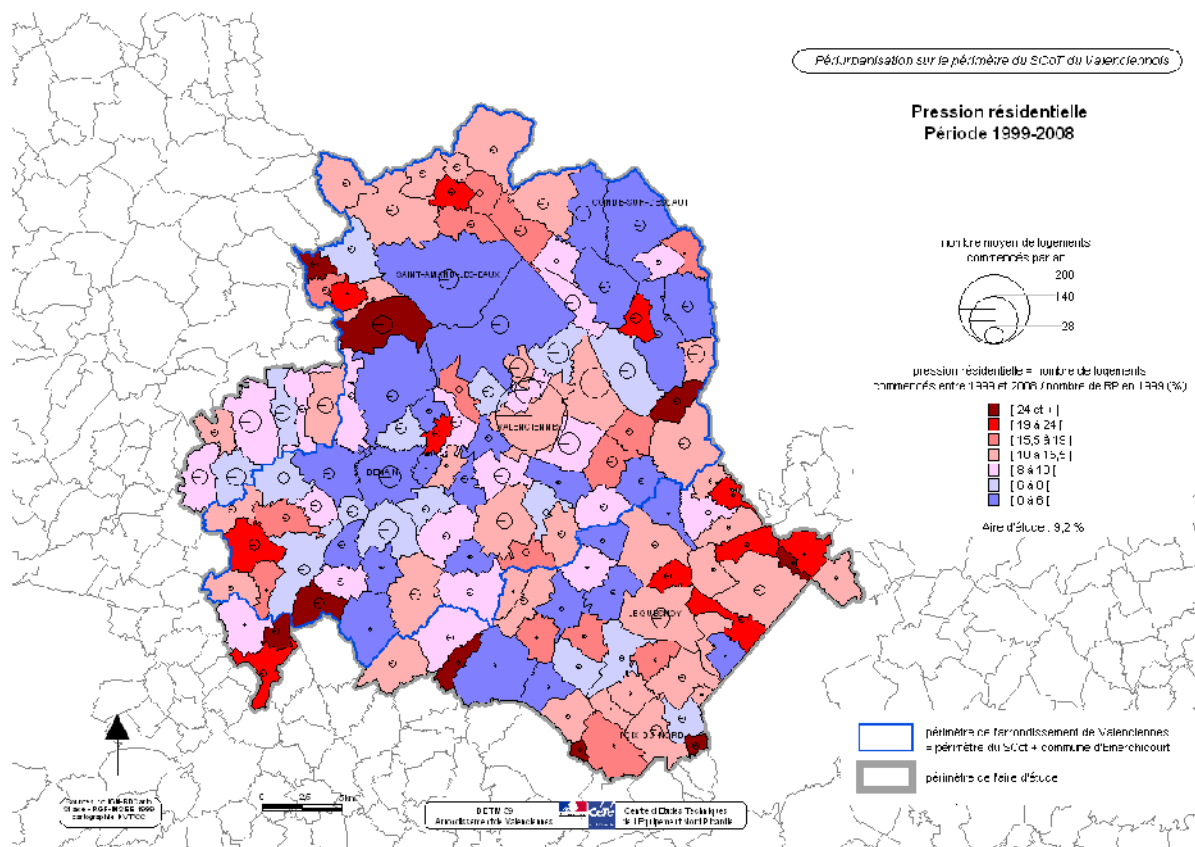 Périurbanisation sur le périmètre du SCoT du Valenciennois
Pression résidentielle
Période 1999-2008
nombre moyen de logements
commencés par an
200
140
28
pression résidentielle = nombre de logements
commencés entre 1999 et 2008 / nombre de RP en 1999 (%)
[ 24 et + ]
[ 19 à 24 [
[ 15,5 à 19 [
[ 10 à 15,5 [
[ 8 à 10 [
[ 0 à 6 [
Aire d'étude : 9,2 %
CONDE-SUR-L'ESCAUT
SAINT-AMAND-LES-EAUX
VALENCIENNES
DENAIN
LE QUESNOY
périmètre de l'arrondissement de Valenciennes
= périmètre du SCot + commune d'Emerchicourt
périmètre de l'aire d'étude
0 2,5 5km
Arrondissement de Valenciennes
Centre d'Etudes Techniques
de l'Equipement Nord Picardie